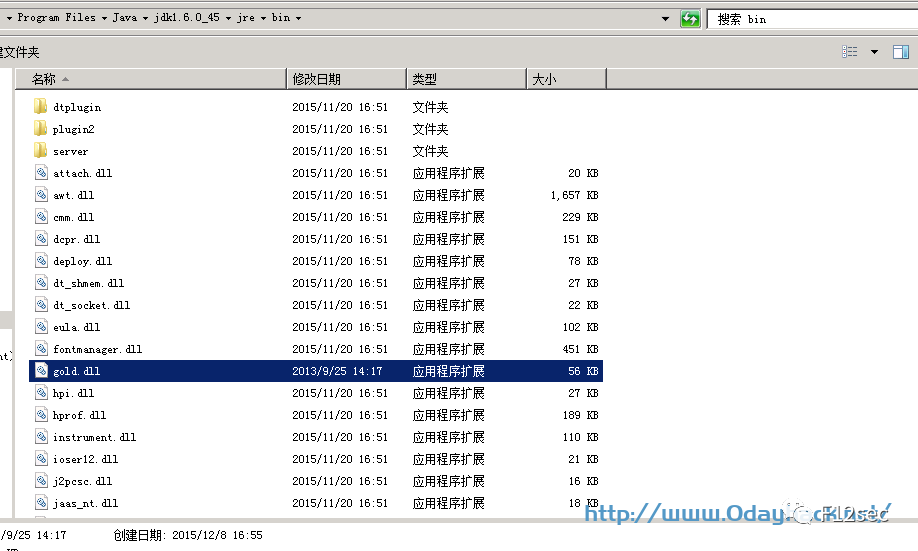 Program Files Java jdk1.6.0_45 jre bin 搜索 bin
建文件夹
名称 修改日期 类型 大小
dtplugin 2015/11/20 16:51 文件夹
plugin2 2015/11/20 16:51 文件夹
server 2015/11/20 16:51 文件夹
attach.dll 2015/11/20 16:51 应用程序扩展 20 KB
awt.dll 2015/11/20 16:51 应用程序扩展 1,657 KB
cmm.dll 2015/11/20 16:51 应用程序扩展 229 KB
dcpr.dll 2015/11/20 16:51 应用程序扩展 151 KB
deploy.dll 2015/11/20 16:51 应用程序扩展 78 KB
dt_shmem.dll 2015/11/20 16:51 应用程序扩展 27 KB
dt_socket.dll 2015/11/20 16:51 应用程序扩展 22 KB
eula.dll 2015/11/20 16:51 应用程序扩展 102 KB
fontmanager.dll 2015/11/20 16:51 应用程序扩展 451 KB
nt)
gold.dll 2013/9/25 14:17 应用程序扩展 56 KB
hpi.dll 2015/11/20 16:51 应用程序扩展 27 KB
hprof.dll 2015/11/20 16:51 应用程序扩展 189 KB
instrument.dll 2015/11/20 16:51 应用程序扩展 110 KB
ioser12.dll 2015/11/20 16:51 应用程序扩展 21 KB
j2pcsc.dll 2015/11/20 16:51 应用程序扩展 16 KB
jaas_nt.dll 2015/11/20 16:51 应用程序扩展 18 KB
F12sec
/9/25 14:17 创建日期: 2015/12/8 16:55